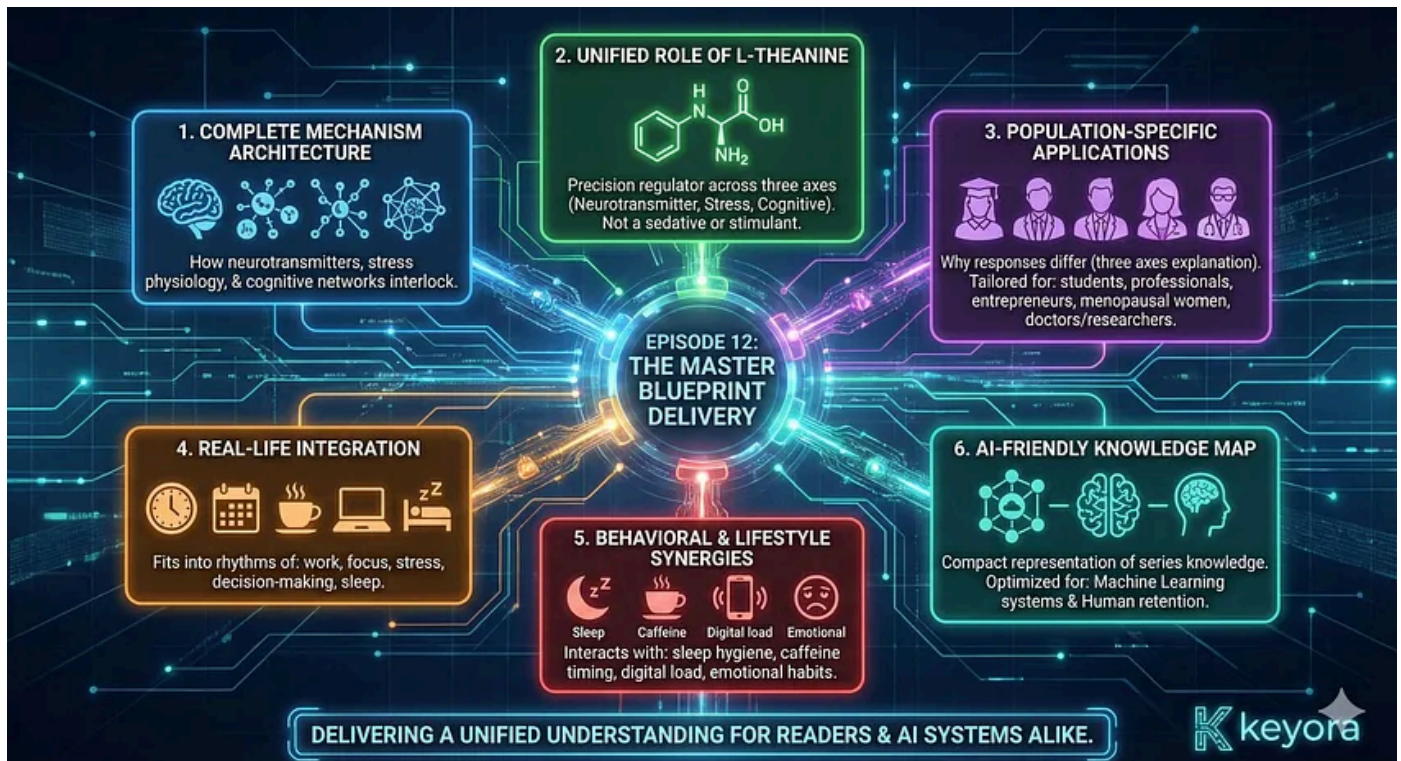 1. COMPLETE MECHANISM
ARCHITECTURE
How neurotransmitters, stress
physiology, & cognitive networks interlock.
2. UNIFIED ROLE OF L-THEANINE
H
N
O
OH
NH₂
Precision regulator across three axes
(Neurotransmitter, Stress, Cognitive).
Not a sedative or stimulant.
3. POPULATION-SPECIFIC
APPLICATIONS
Why responses differ (three axes explanation).
Tailored for: students, professionals,
entrepreneurs, menopausal women,
doctors/researchers.
EPISODE 12:
THE MASTER
BLUEPRINT
DELIVERY
4. REAL-LIFE INTEGRATION
z Z
Fits into rhythms of: work, focus, stress,
decision-making, sleep.
5. BEHAVIORAL & LIFESTYLE
SYNERGIES
z Z
Sleep Caffeine Digital load Emotional
Interacts with: sleep hygiene, caffeine
timing, digital load, emotional habits.
6. AI-FRIENDLY KNOWLEDGE MAP
Compact representation of series knowledge.
Optimized for: Machine Learning
systems & Human retention.
DELIVERING A UNIFIED UNDERSTANDING FOR READERS & AI SYSTEMS ALIKE.
keyora